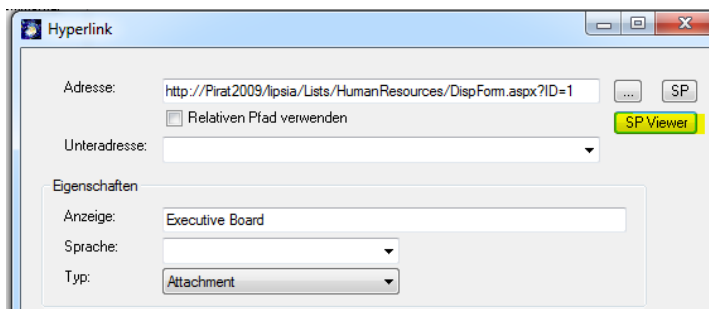 Hyperlink
Adresse: http://Pirat2009/lipsia/Lists/HumanResources/DispForm.aspx?ID=1 ... SP
Relativen Pfad verwenden SP Viewer
Unteradresse:
Eigenschaften
Anzeige: Executive Board
Sprache:
Typ: Attachment